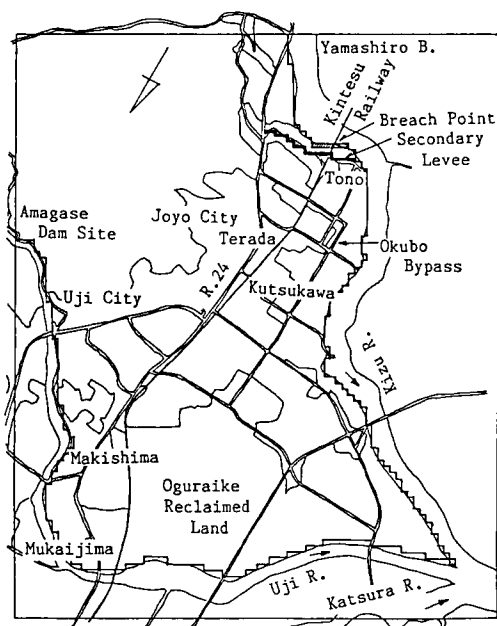 Yamashiro B.
Kintesu
Railway
Breach Point
Secondary
Levee
Tono
Amagase
Dam Site
Joyo City
Terada
Okubo
Bypass
Uji City
R.24
Kutsukawa
Kizu R.
Makishima
Oguraike
Reclaimed
Land
Mukaijima
Uji R.
Katsura R.